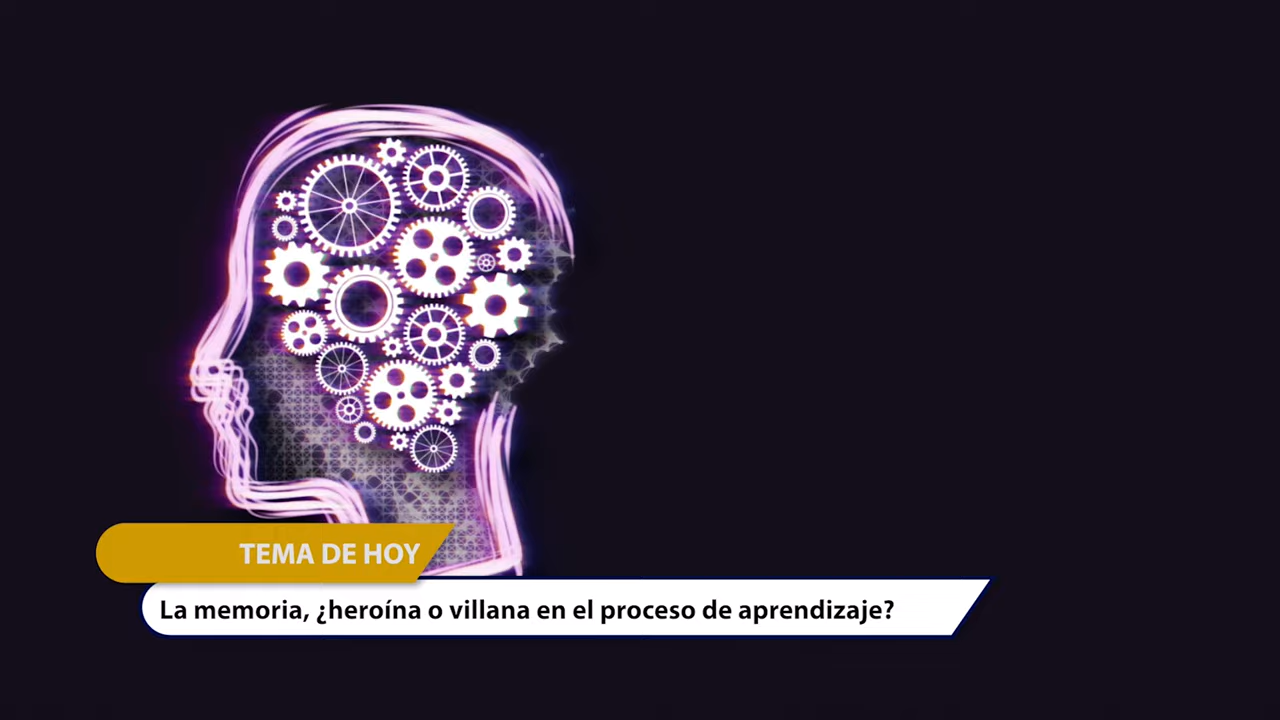 TEMA DE HOY
La memoria, ¿heroína o villana en el proceso de aprendizaje?